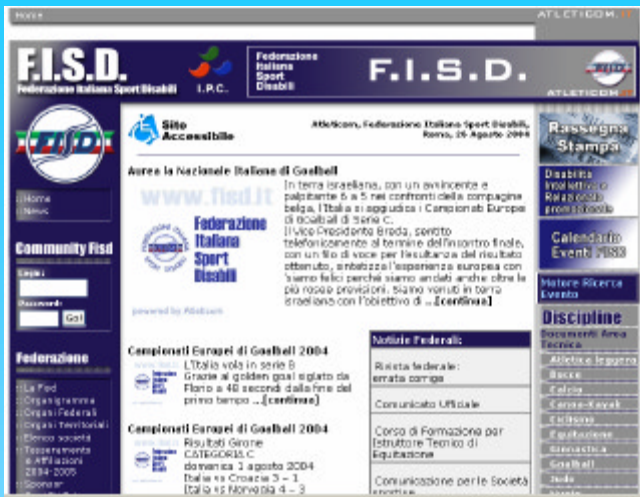 Home
ATLETICOM.IT
F.I.S.D.
Federazione Italiana Sport Disabili
I.P.C.
Federazione
Italiana
Sport
Disabili
F.I.S.D.
ATLETICOM
FISD
Home
News
Community Fisd
Login:
Password:
Go!
Federazione
La Fisd
Organigramma
Organi Federali
Organi Territoriali
Elenco società
Tesseramento
e Affiliazioni
2004-2005
Sponsor
Sito
Accessibile
Atleticom, Federazione Italiana Sport Disabili,
Roma, 26 Agosto 2004
Aurea la Nazionale Italiana di Goalball
www.fisd.it
Federazione
Italiana
Sport
Disabili
powered by Atleticom
In terra israeliana, con un avvincente e
palpitante 6 a 5 nei confronti della compagine
belga, l'Italia si aggiudica i Campionati Europei
di Goalball di Serie C.
Il Vice Presidente Breda, sentito
telefonicamente al termine dell'incontro finale,
con un filo di voce per l'esultanza del risultato
ottenuto, sintetizza l'esperienza europea con
'siamo felici perché siamo andati anche oltre le
più rosee previsioni. Siamo venuti in terra
israeliana con l'obiettivo di ...[continua]
Campionati Europei di Goalball 2004
L'Italia vola in serie B
Grazie al golden goal siglato da
Florio a 48 secondi dalla fine del
primo tempo ...[continua]
Campionati Europei di Goalball 2004
Risultati Girone
CATEGORIA C
domenica 1 agosto 2004
Italia vs Croazia 3 – 1
Italia vs Norvegia 4 – 3
Notizie Federali:
Rivista federale:
errata corrige
Comunicato Ufficiale
Corso di Formazione per
Istruttore Tecnico di
Equitazione
Comunicazione per le Società
sportive
Rassegna
Stampa
Disabilità
Intellettiva e
Relazionale
promozionale
Calendario
Eventi FISD
Motore Ricerca
Evento
Discipline
Documenti Area
Tecnica
Atletica leggera
Bocce
Calcio
Canoa-Kayak
Ciclismo
Equitazione
Ginnastica
Goalball
Judo